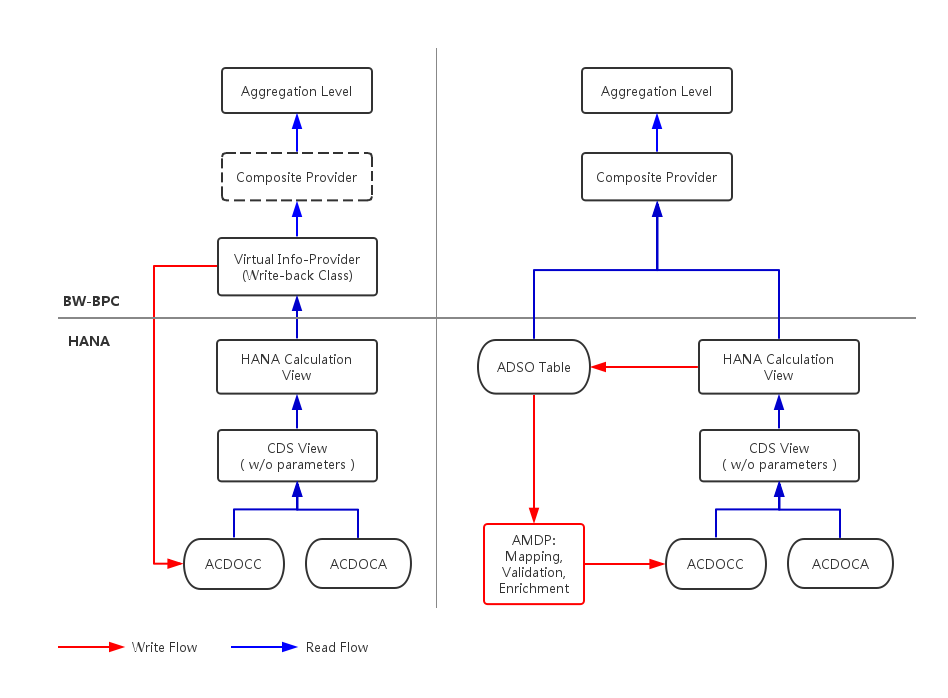 Aggregation Level
Composite Provider
Virtual Info-Provider
(Write-back Class)
BW-BPC
HANA
HANA Calculation
View
CDS View
( w/o parameters )
ACDOCC
ACDOCA
Aggregation Level
Composite Provider
ADSO Table
HANA Calculation
View
CDS View
( w/o parameters )
AMDP:
Mapping,
Validation,
Enrichment
ACDOCC
ACDOCA
Write Flow
Read Flow